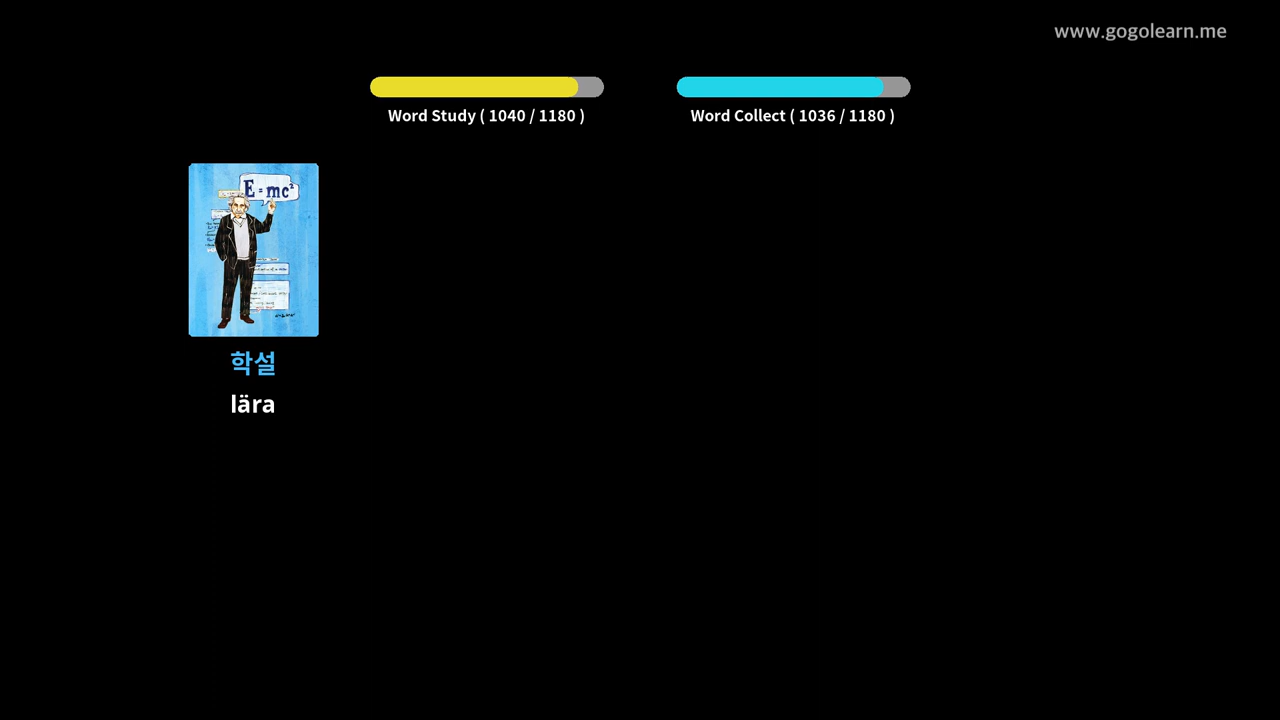 www.gogolearn.me
Word Study ( 1040 / 1180 )
Word Collect ( 1036 / 1180 )
E = mc²
학설
lära